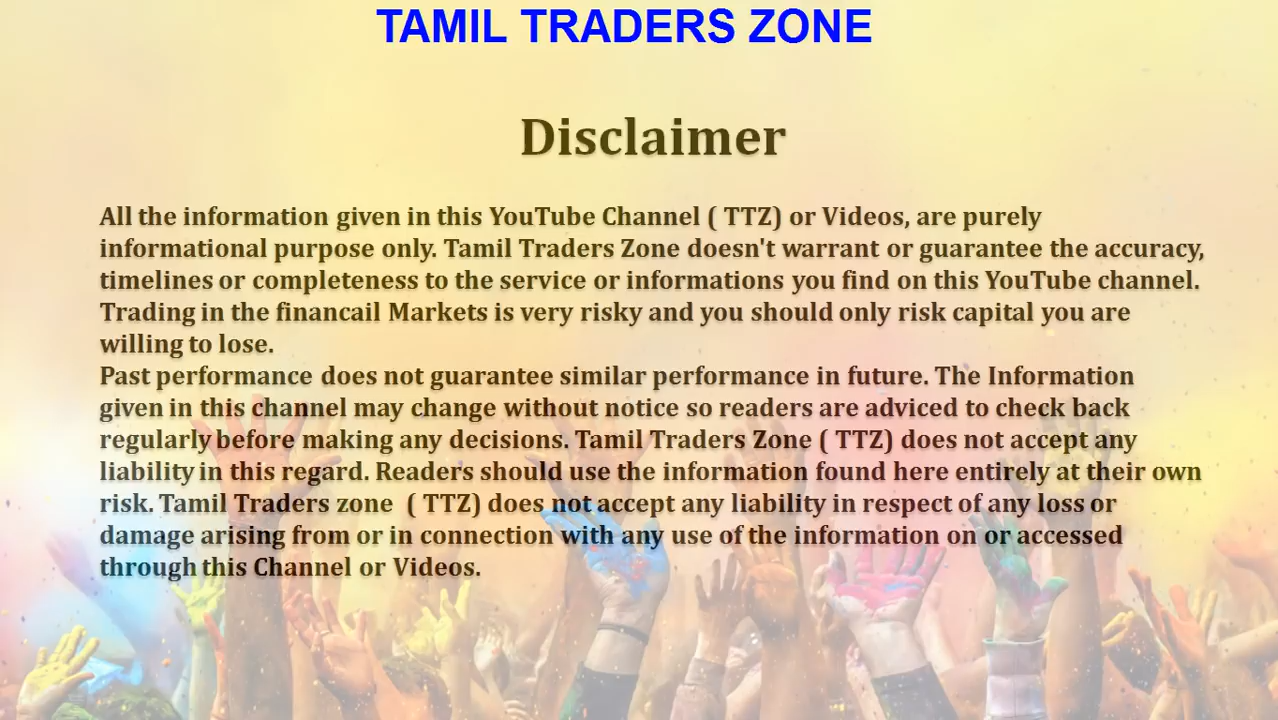 TAMIL TRADERS ZONE
Disclaimer
All the information given in this YouTube Channel ( TTZ) or Videos, are purely
informational purpose only. Tamil Traders Zone doesn't warrant or guarantee the accuracy,
timelines or completeness to the service or informations you find on this YouTube channel.
Trading in the financail Markets is very risky and you should only risk capital you are
willing to lose.
Past performance does not guarantee similar performance in future. The Information
given in this channel may change without notice so readers are adviced to check back
regularly before making any decisions. Tamil Traders Zone ( TTZ) does not accept any
liability in this regard. Readers should use the information found here entirely at their own
risk. Tamil Traders zone  ( TTZ) does not accept any liability in respect of any loss or
damage arising from or in connection with any use of the information on or accessed
through this Channel or Videos.